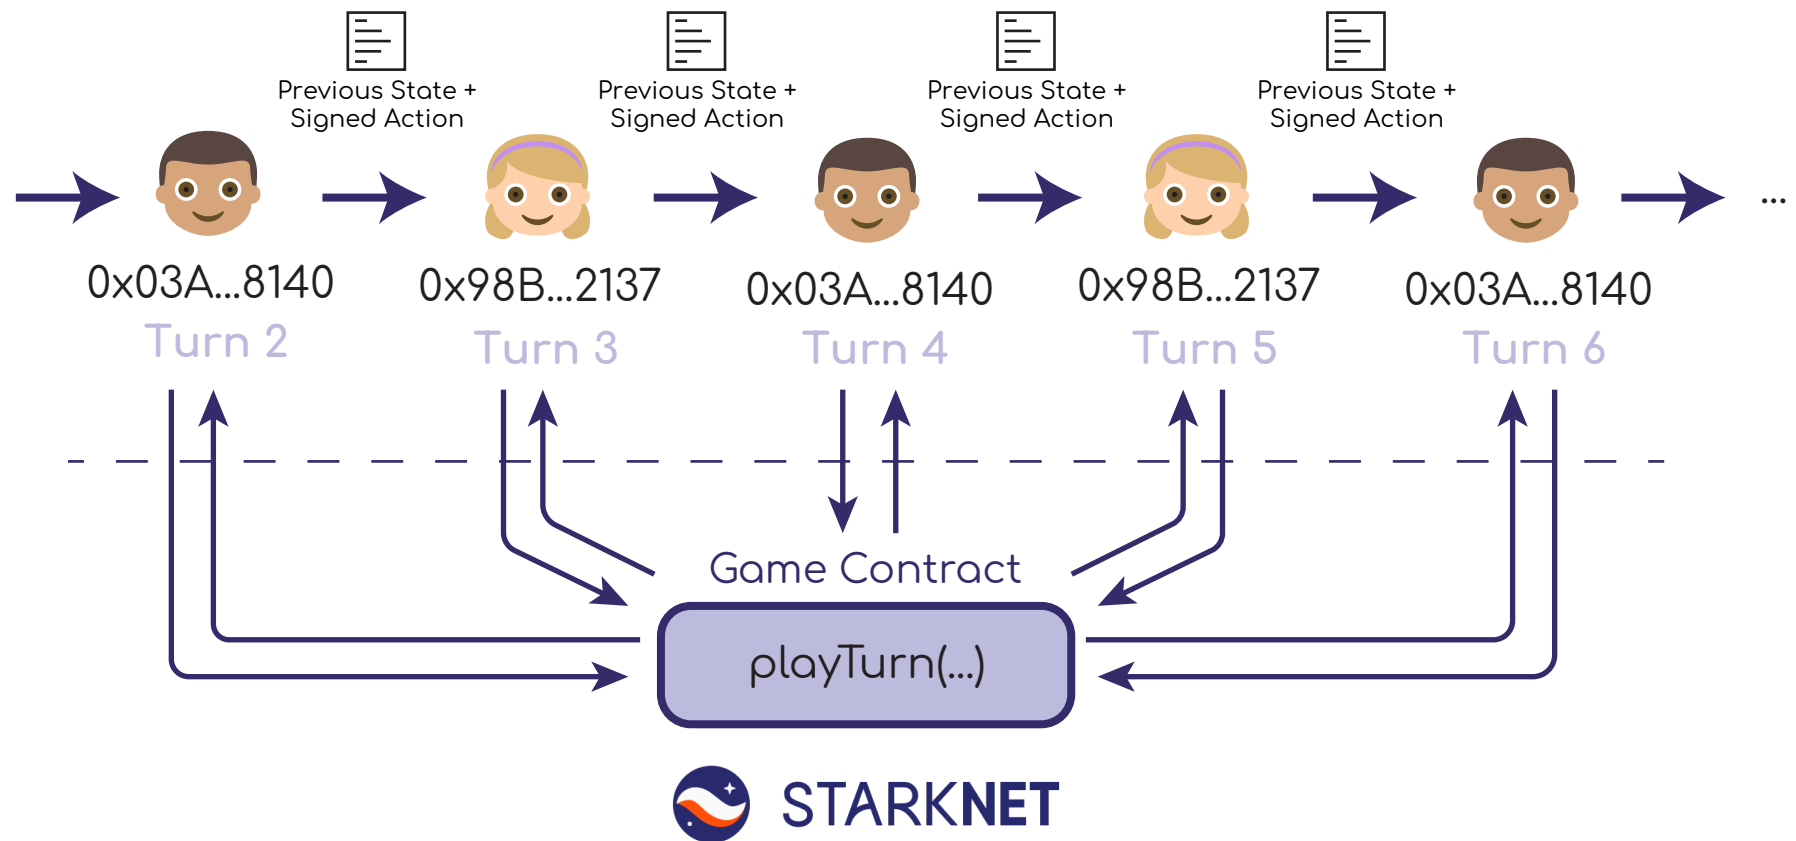 Previous State +
Signed Action
Previous State +
Signed Action
Previous State +
Signed Action
Previous State +
Signed Action
...
0x03A...8140
0x98B...2137
0x03A...8140
0x98B...2137
0x03A...8140
Turn 2
Turn 3
Turn 4
Turn 5
Turn 6
Game Contract
playTurn(...)
STARKNET